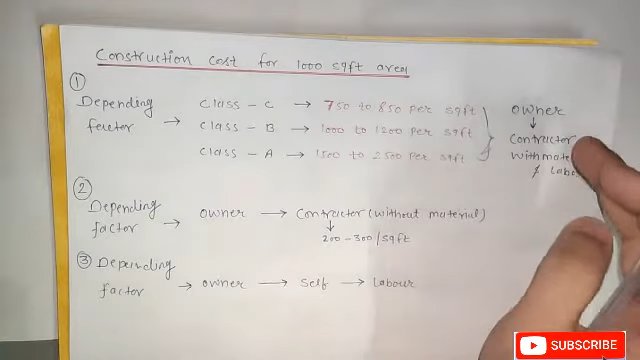 Construction cost for 1000 sqft area
①
Depending feuter → Class - C → 750 to 850 per sqft
Class - B → 1000 to 1200 per sqft
Class - A → 1500 to 2500 per sqft
owner
↓
Contractor
with
& labo
②
Depending factor → owner → Contractor (without material)
↓
200 - 300 / sqft
③ Depending factor → owner → Self → Labour
SUBSCRIBE